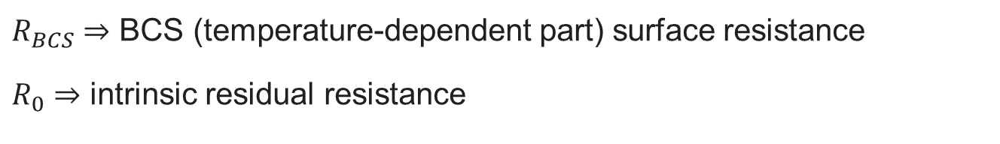 R_BCS ⇒ BCS (temperature-dependent part) surface resistance
R_0 ⇒ intrinsic residual resistance